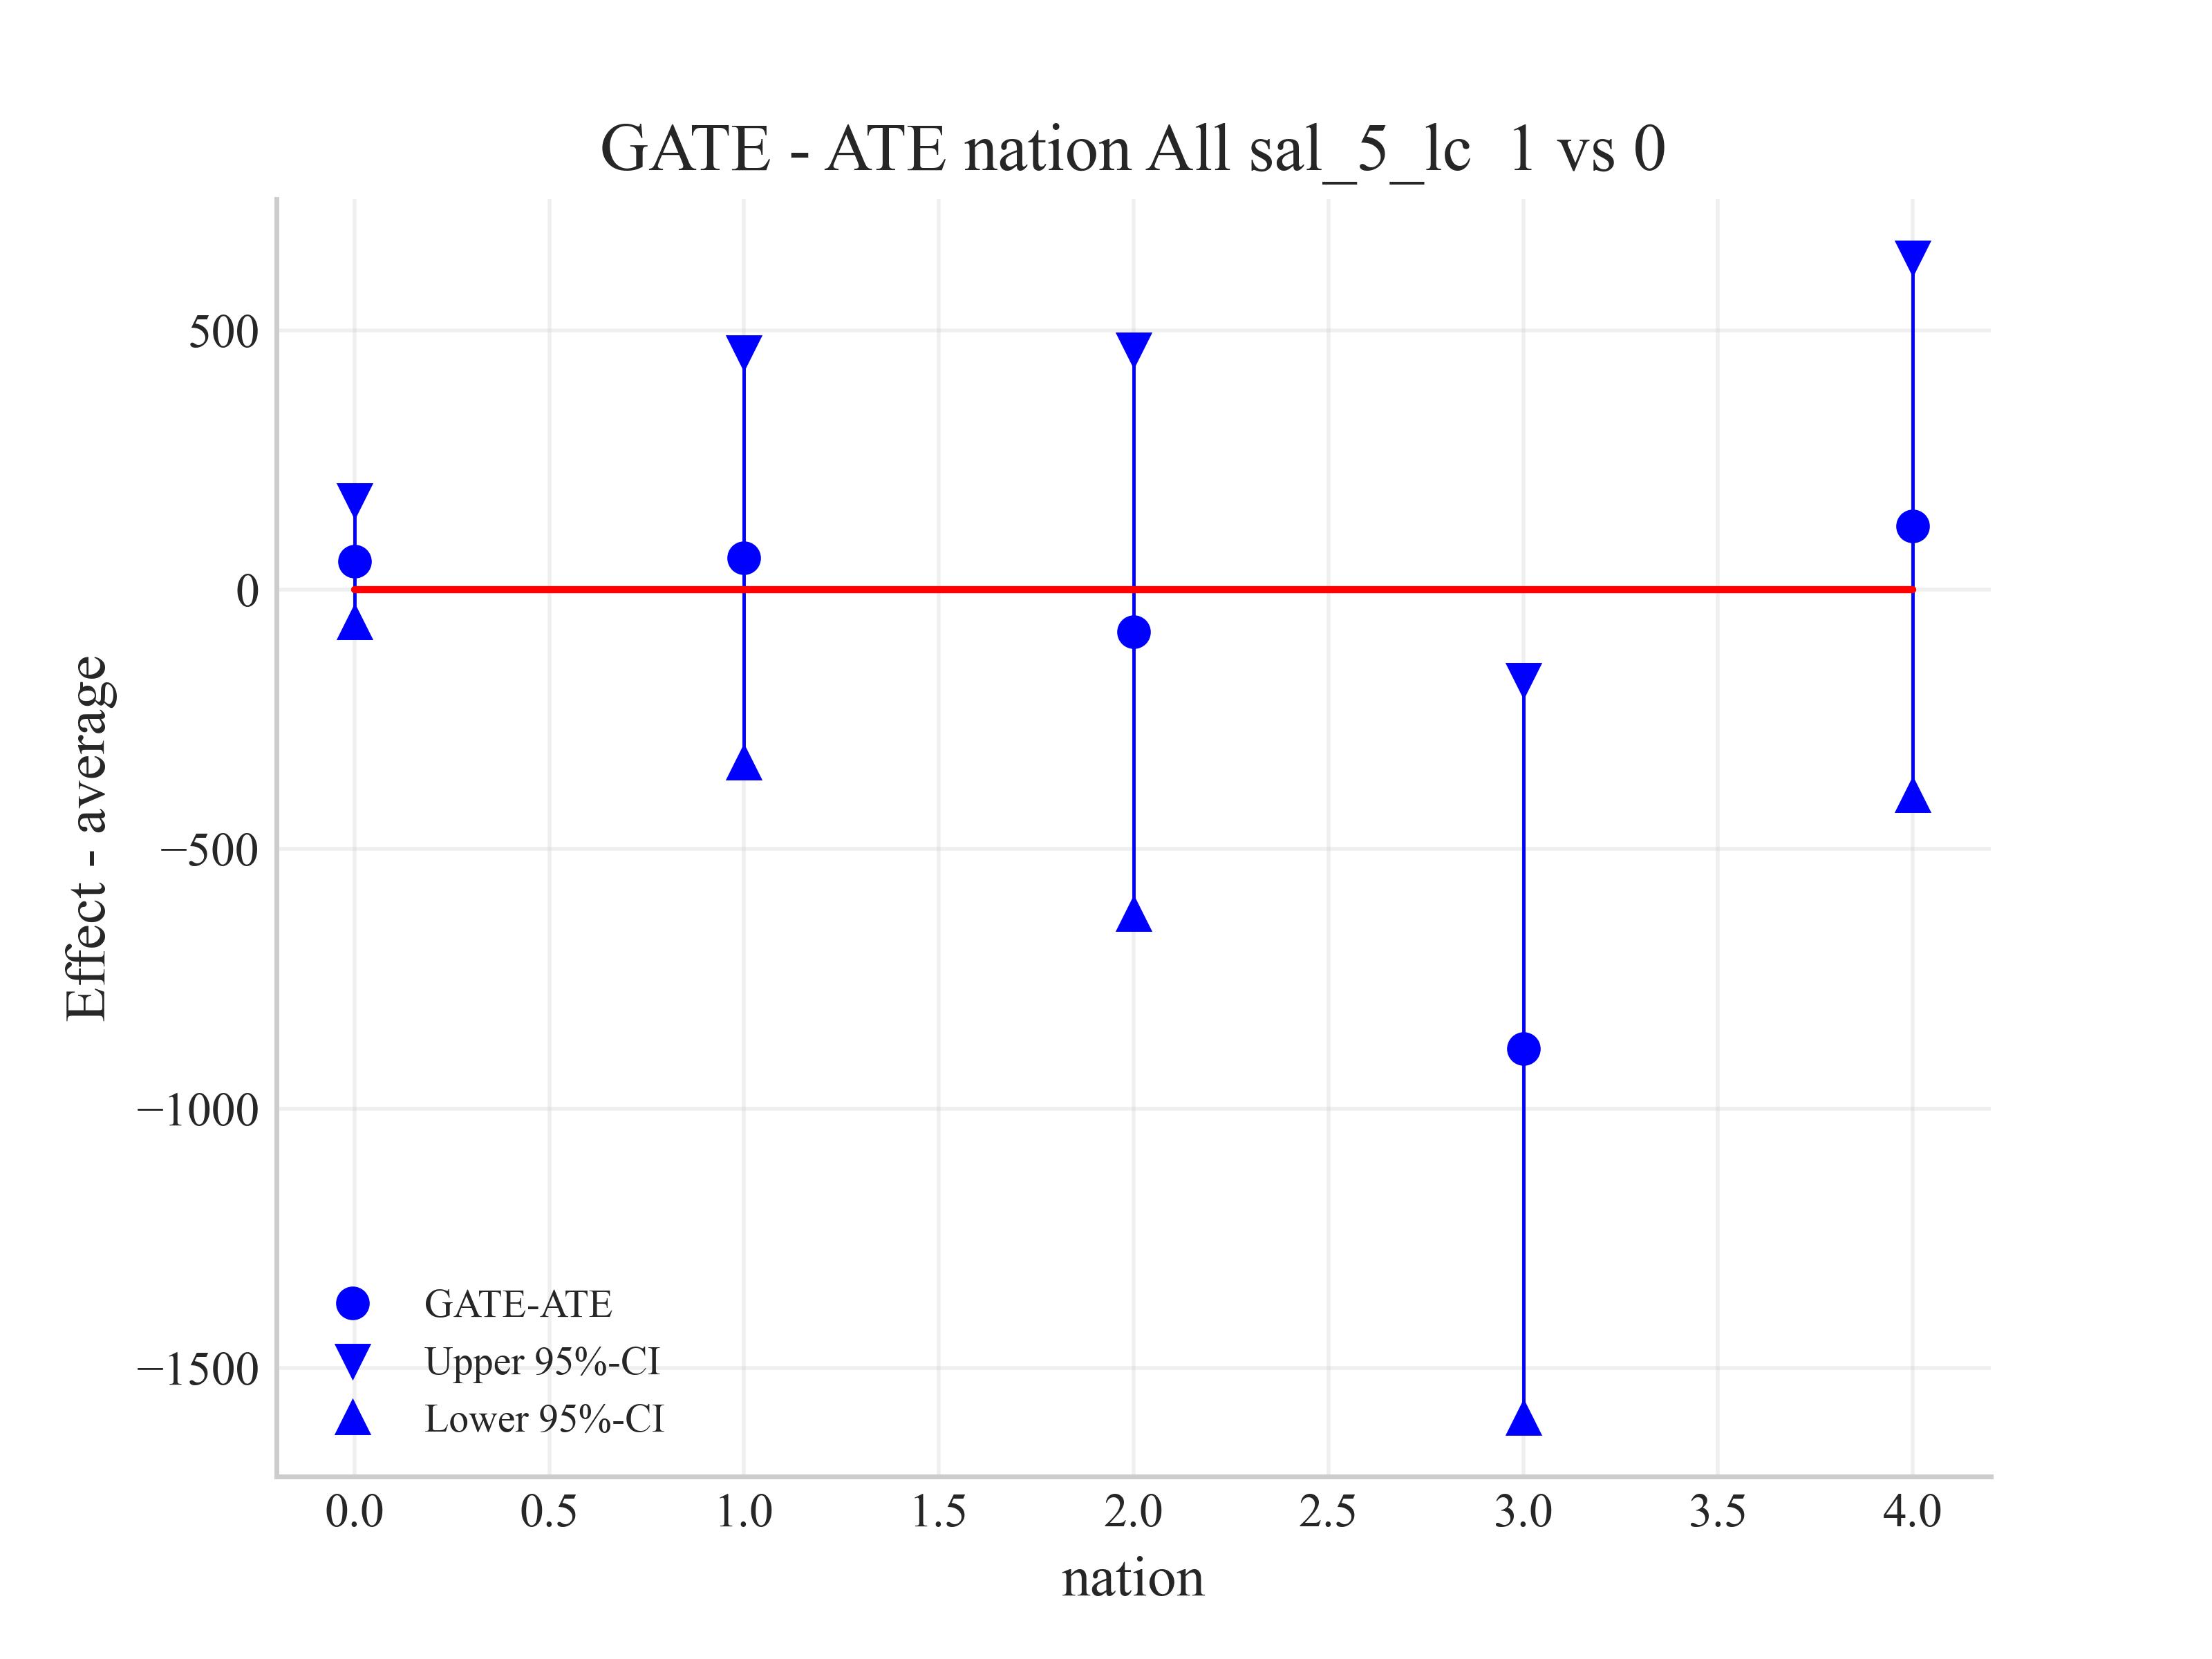 GATE - ATE nation All sal_5_lc 1 vs 0
Effect - average
500
0
−500
−1000
−1500
GATE-ATE
Upper 95%-CI
Lower 95%-CI
0.0 0.5 1.0 1.5 2.0 2.5 3.0 3.5 4.0
nation